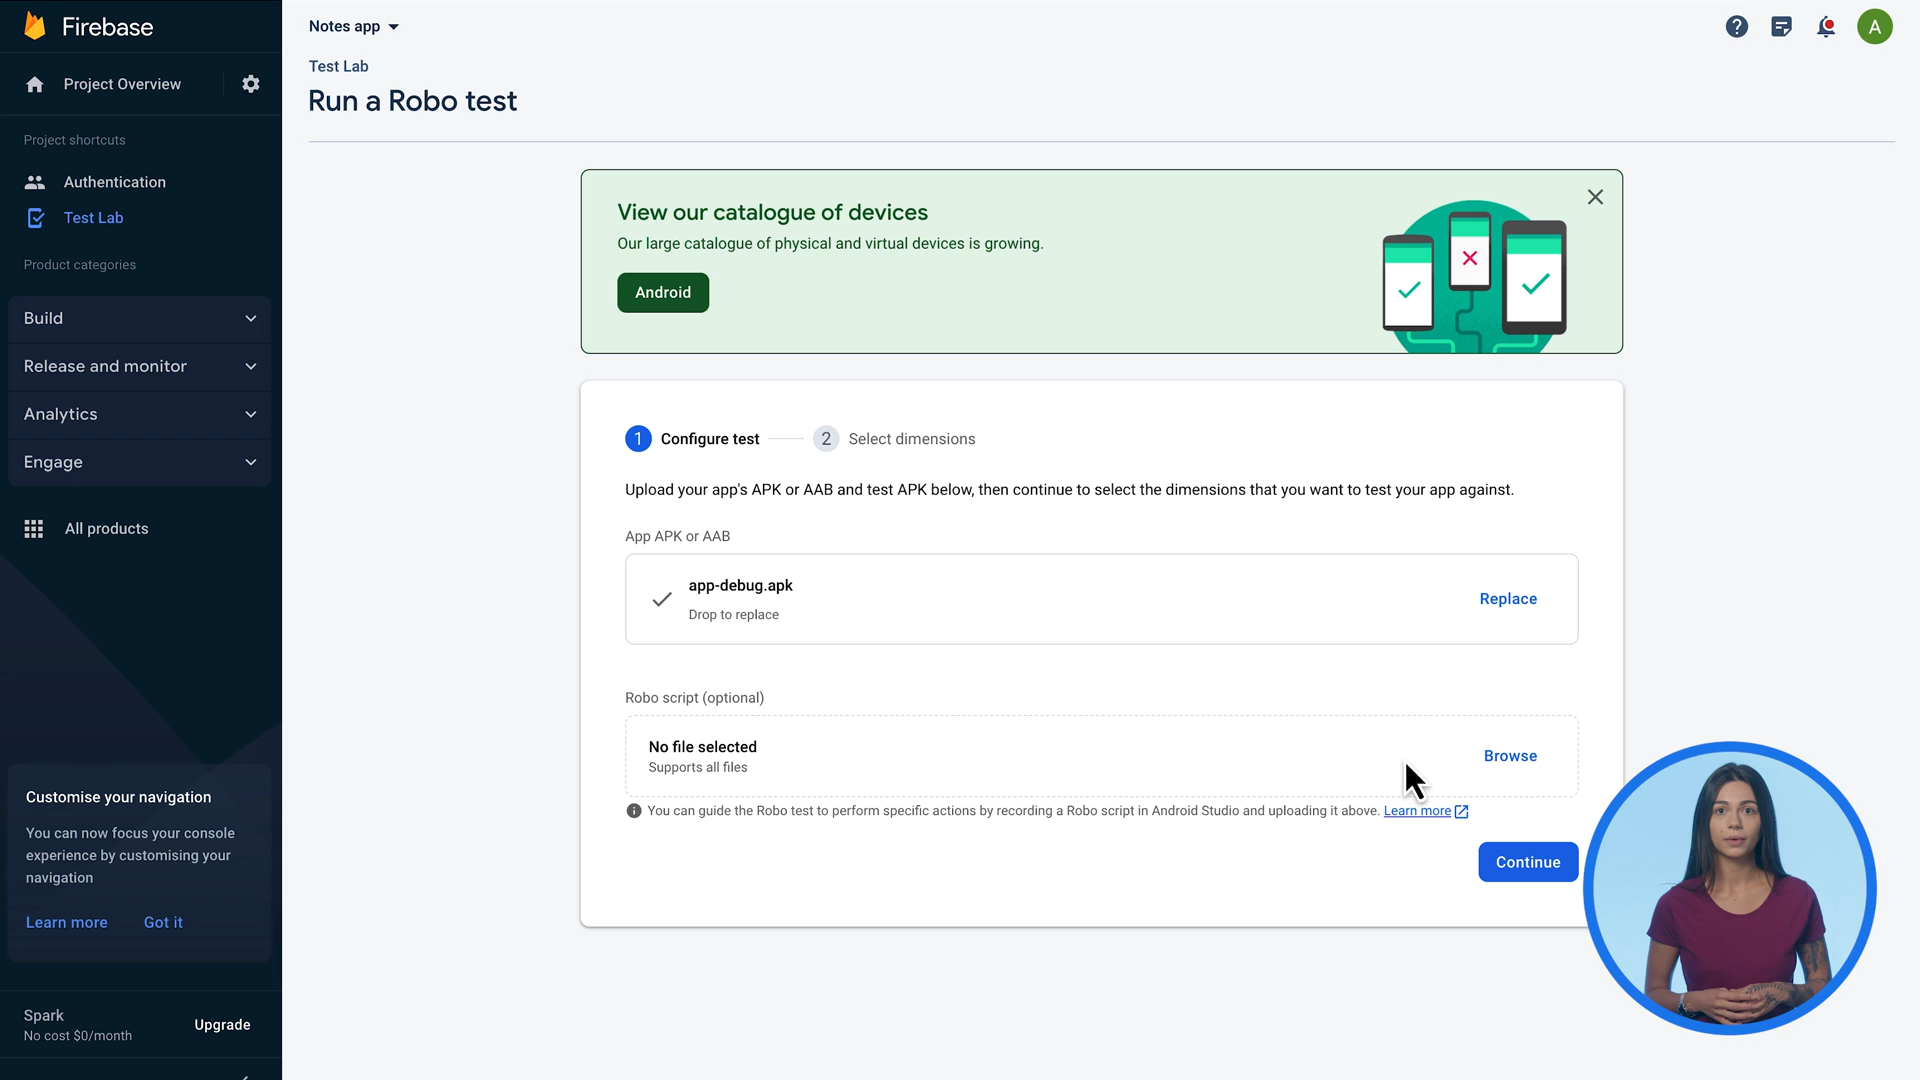 Firebase
Project Overview
Project shortcuts
Authentication
Test Lab
Product categories
Build
Release and monitor
Analytics
Engage
All products
Customise your navigation
You can now focus your console
experience by customising your
navigation
Learn more Got it
Spark
No cost $0/month
Upgrade
Notes app
A
Test Lab
Run a Robo test
View our catalogue of devices
Our large catalogue of physical and virtual devices is growing.
Android
1 Configure test 2 Select dimensions
Upload your app's APK or AAB and test APK below, then continue to select the dimensions that you want to test your app against.
App APK or AAB
app-debug.apk
Drop to replace
Replace
Robo script (optional)
No file selected
Supports all files
Browse
You can guide the Robo test to perform specific actions by recording a Robo script in Android Studio and uploading it above. Learn more
Continue